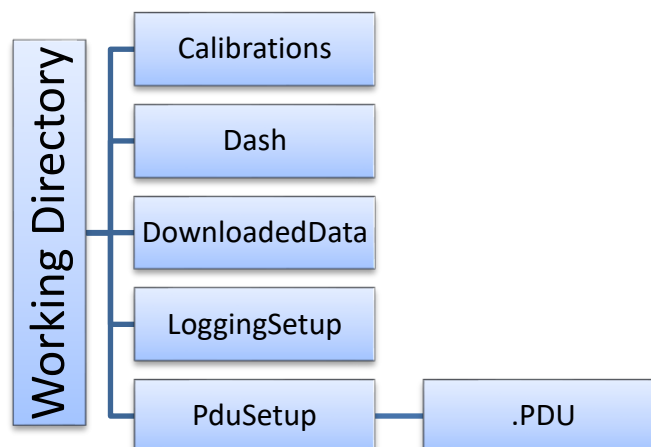 Working Directory
Calibrations
Dash
DownloadedData
LoggingSetup
PduSetup
.PDU